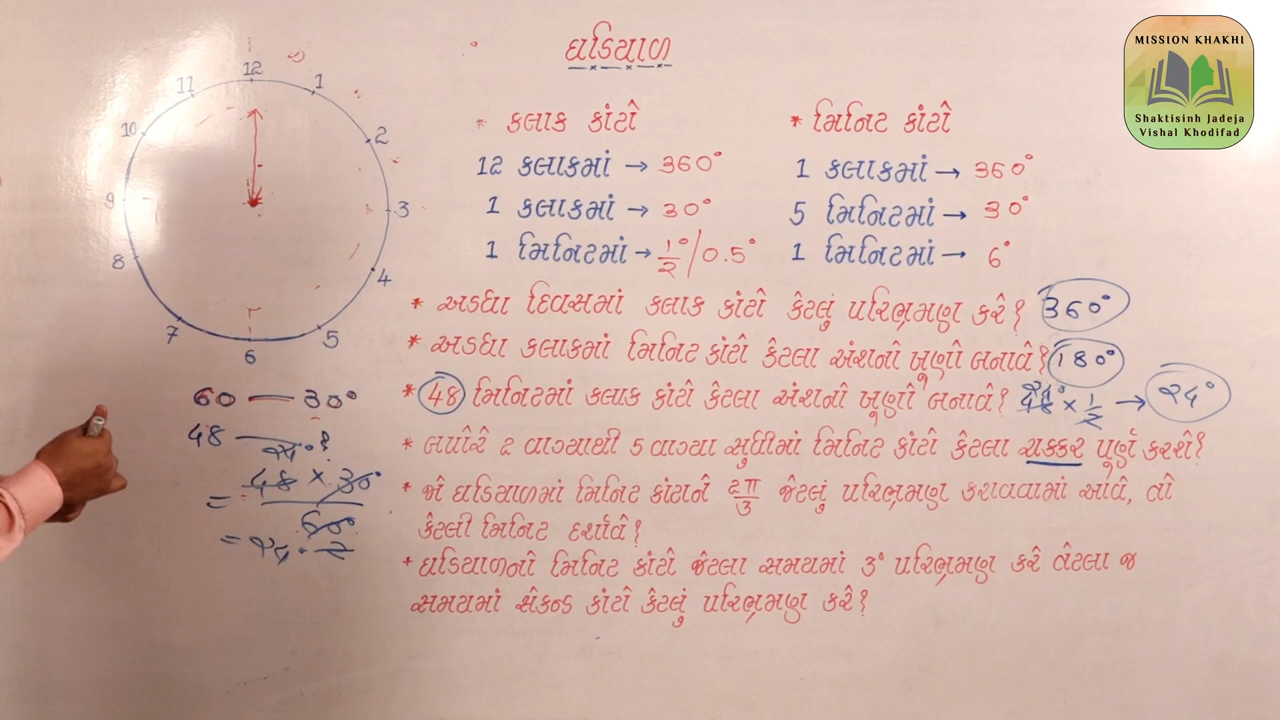 ઘડિયાળ
MISSION KHAKHI
Shaktisinh Jadeja
Vishal Khodifad
12
1
2
3
4
5
6
7
8
9
10
11
* કલાક કાંટો
12 કલાકમાં → 360°
1 કલાકમાં → 30°
1 મિનિટમાં → 1/2° / 0.5°
* મિનિટ કાંટો
1 કલાકમાં → 360°
5 મિનિટમાં → 30°
1 મિનિટમાં → 6°
* અડધા દિવસમાં કલાક કાંટો કેટલું પરિભ્રમણ કરે? 360°
* અડધા કલાકમાં મિનિટ કાંટો કેટલા અંશનો ખૂણો બનાવે? 180°
* 48 મિનિટમાં કલાક કાંટો કેટલા અંશનો ખૂણો બનાવે? 48 × 1/2 → ૨૪°
* બપોરે ૨ વાગ્યાથી 5 વાગ્યા સુધીમાં મિનિટ કાંટો કેટલા ચક્કર પૂર્ણ કરશે?
* જો ઘડિયાળમાં મિનિટ કાંટાને ૨π/3 જેટલું પરિભ્રમણ કરાવવામાં આવે, તો
કેટલી મિનિટ દર્શાવે?
* ઘડિયાળનો મિનિટ કાંટો જેટલા સમયમાં 3° પરિભ્રમણ કરે તેટલા જ
સમયમાં સેકન્ડ કાંટો કેટલું પરિભ્રમણ કરે?
60 — 30°
48 — ?
= 48 × 30° / 60
= ૨૪°